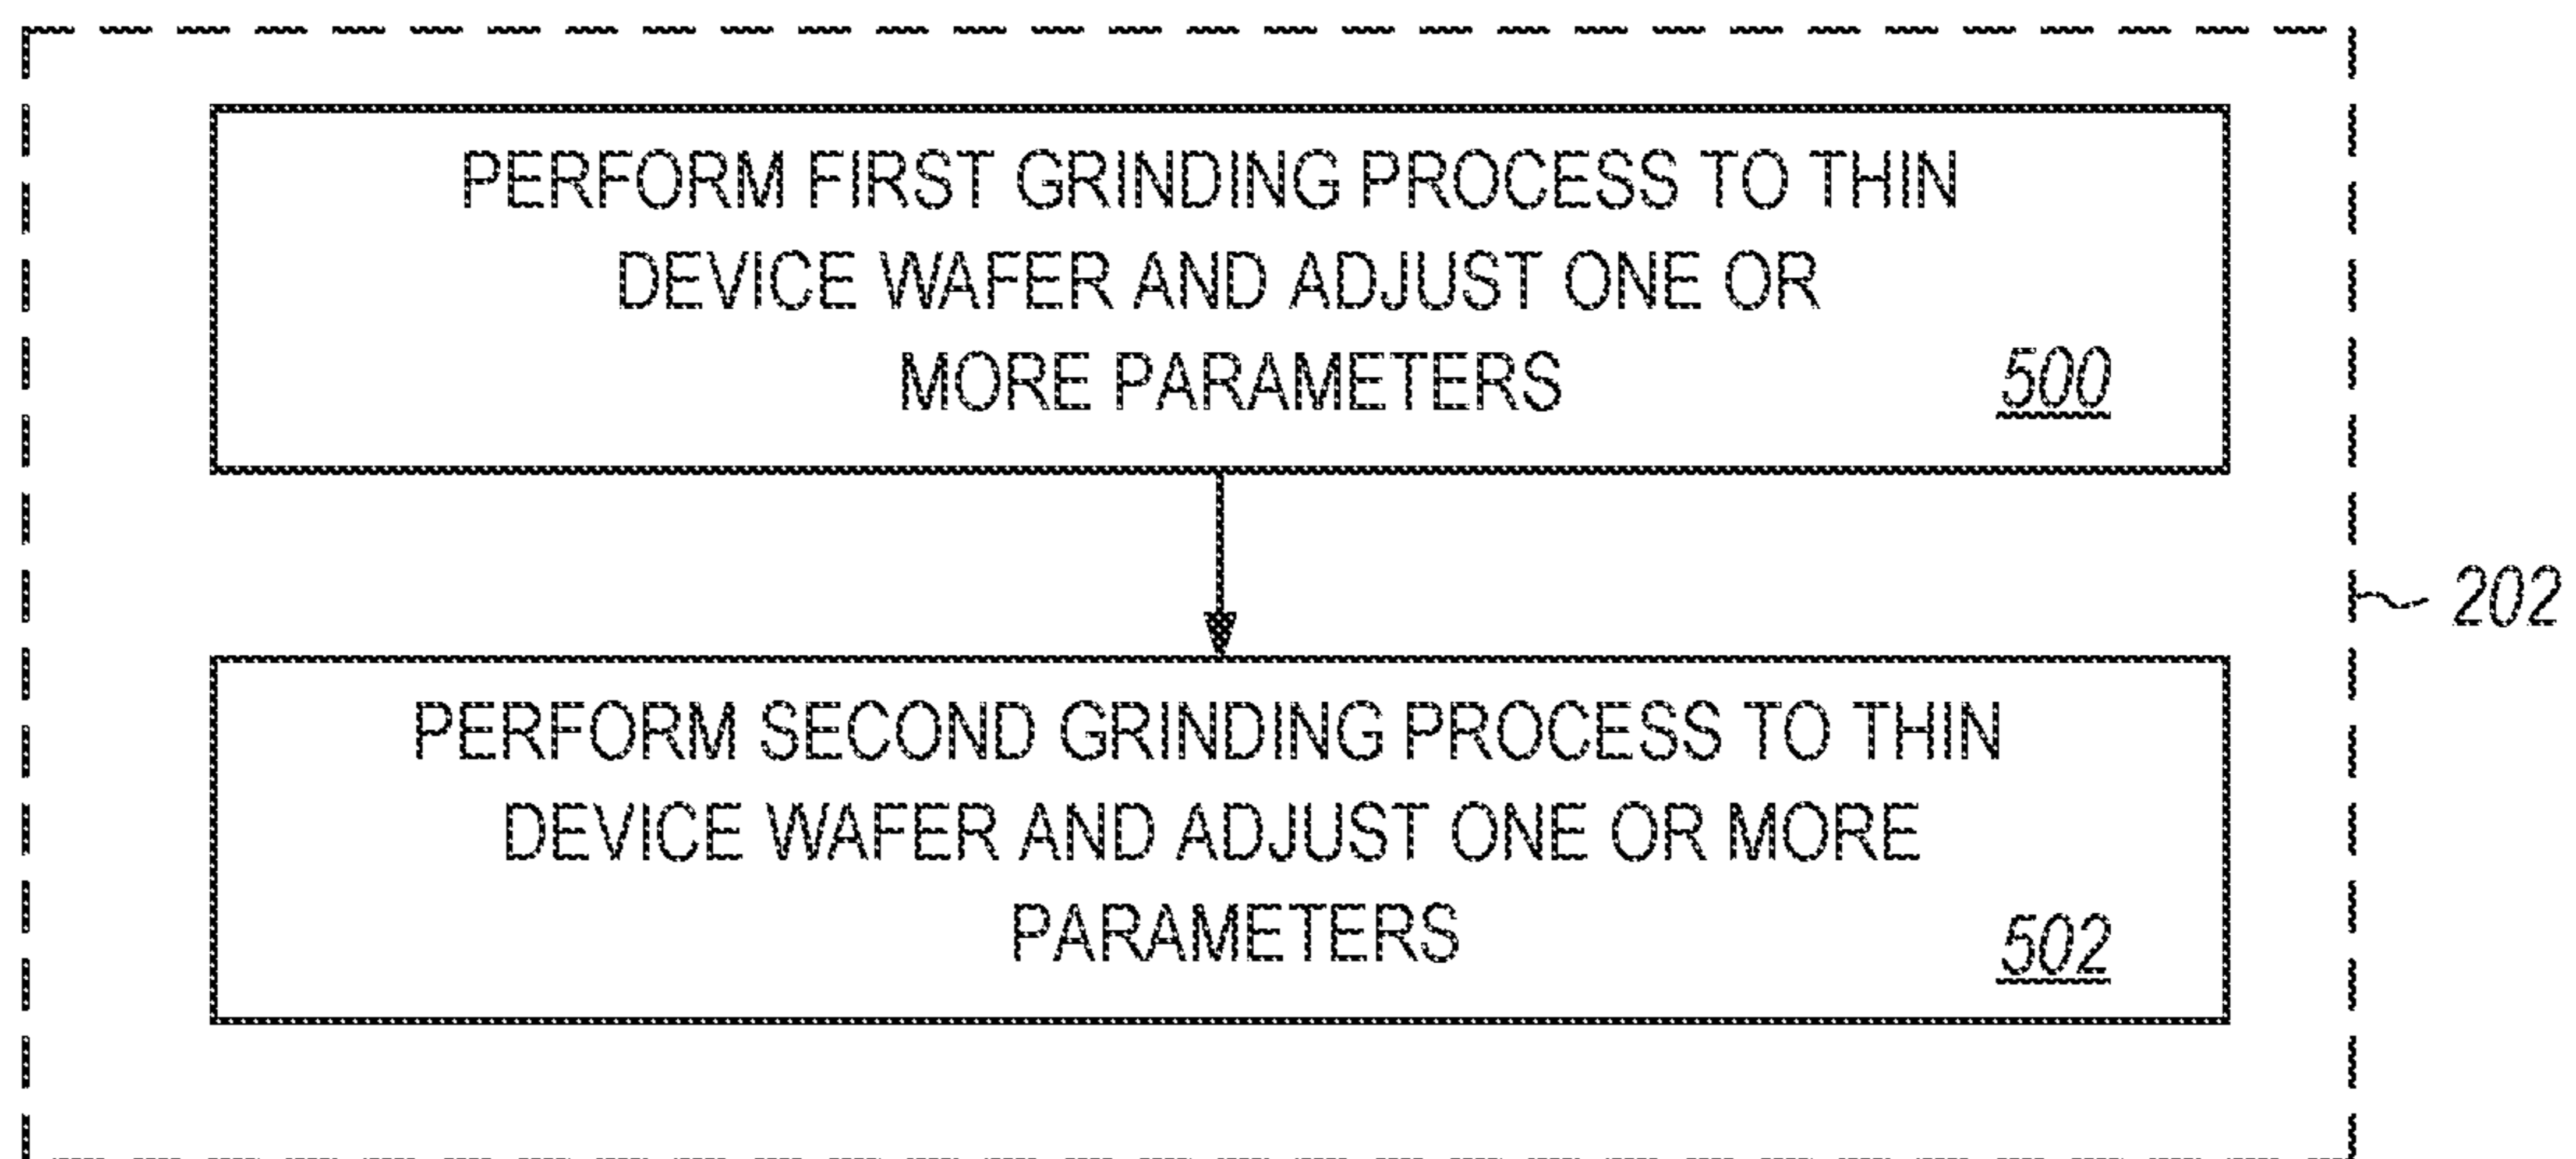 PERFORM FIRST GRINDING PROCESS TO THIN
DEVICE WAFER AND ADJUST ONE OR
MORE PARAMETERS
500
202
PERFORM SECOND GRINDING PROCESS TO THIN
DEVICE WAFER AND ADJUST ONE OR MORE
PARAMETERS
502